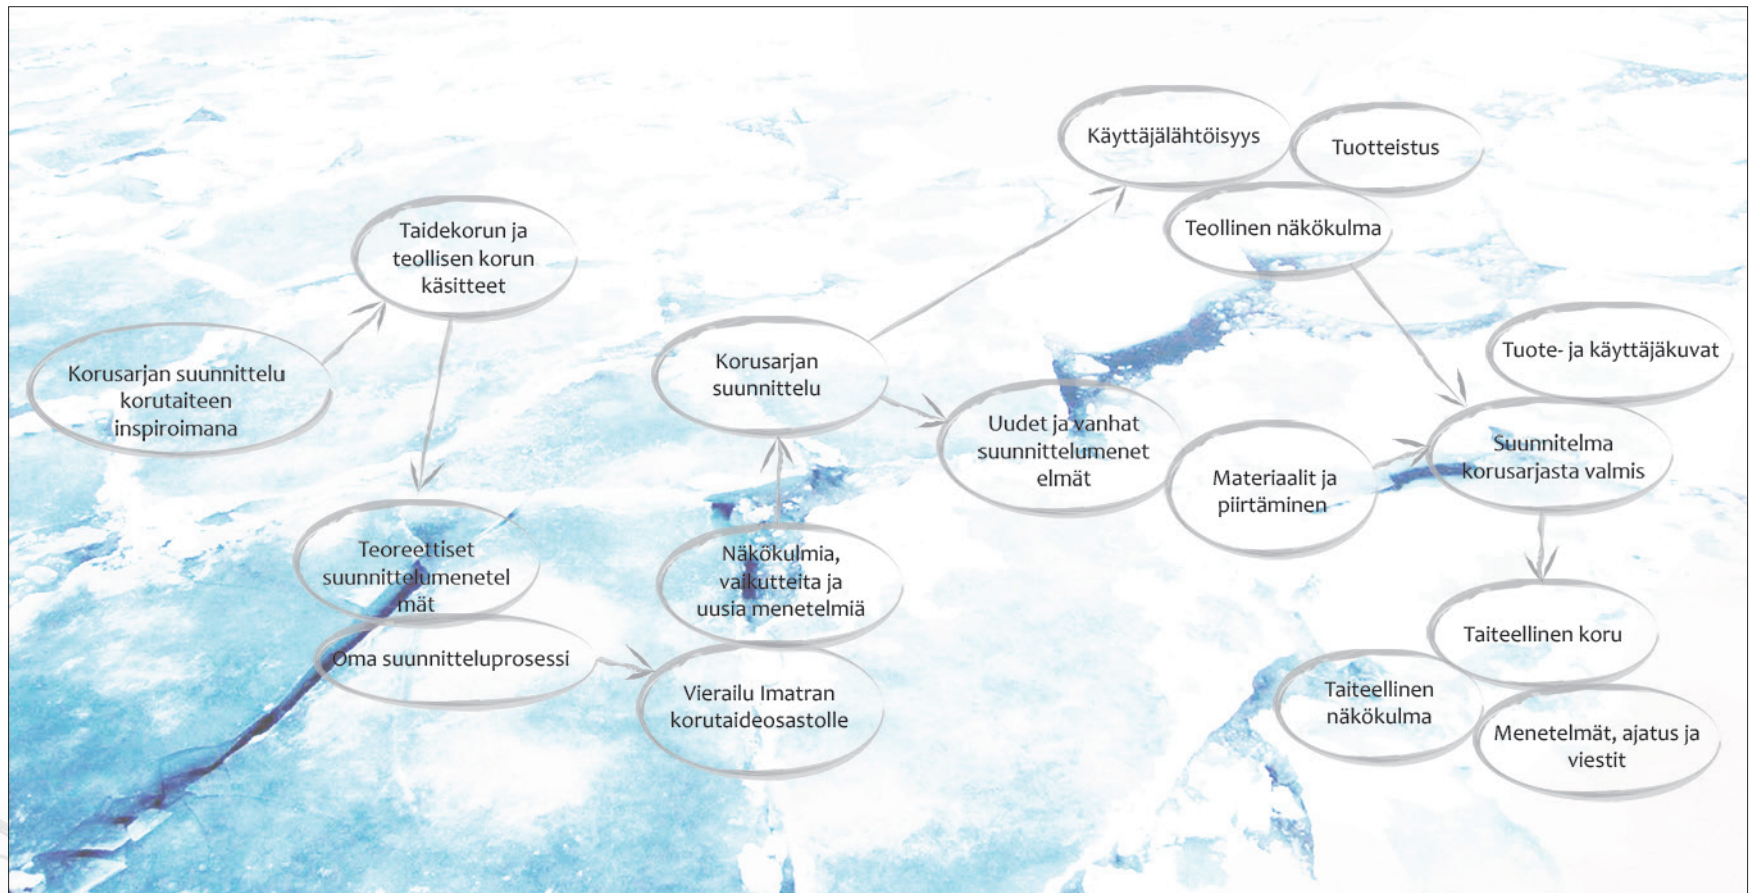 Korusarjan suunnittelu
korutaiteen
inspiroimana
Taidekorun ja
teollisen korun
käsitteet
Teoreettiset
suunnittelumenetel
mät
Oma suunnitteluprosessi
Vierailu Imatran
korutaideosastolle
Näkökulmia,
vaikutteita ja
uusia menetelmiä
Korusarjan
suunnittelu
Käyttäjälähtöisyys
Tuotteistus
Teollinen näkökulma
Uudet ja vanhat
suunnittelumenet
elmät
Materiaalit ja
piirtäminen
Tuote- ja käyttäjäkuvat
Suunnitelma
korusarjasta valmis
Taiteellinen koru
Taiteellinen
näkökulma
Menetelmät, ajatus ja
viestit